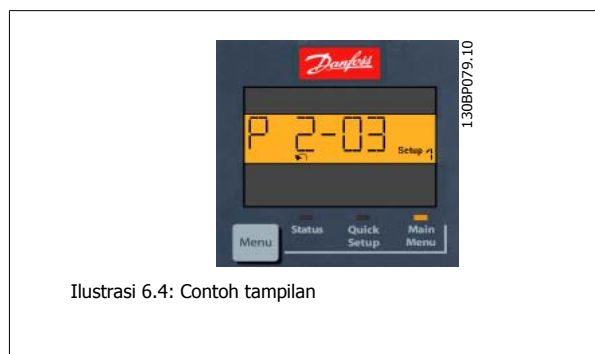 Danfoss
130BP079.10
P 2-03
Setup 1
Menu
Status
Quick Setup
Main Menu
Ilustrasi 6.4: Contoh tampilan